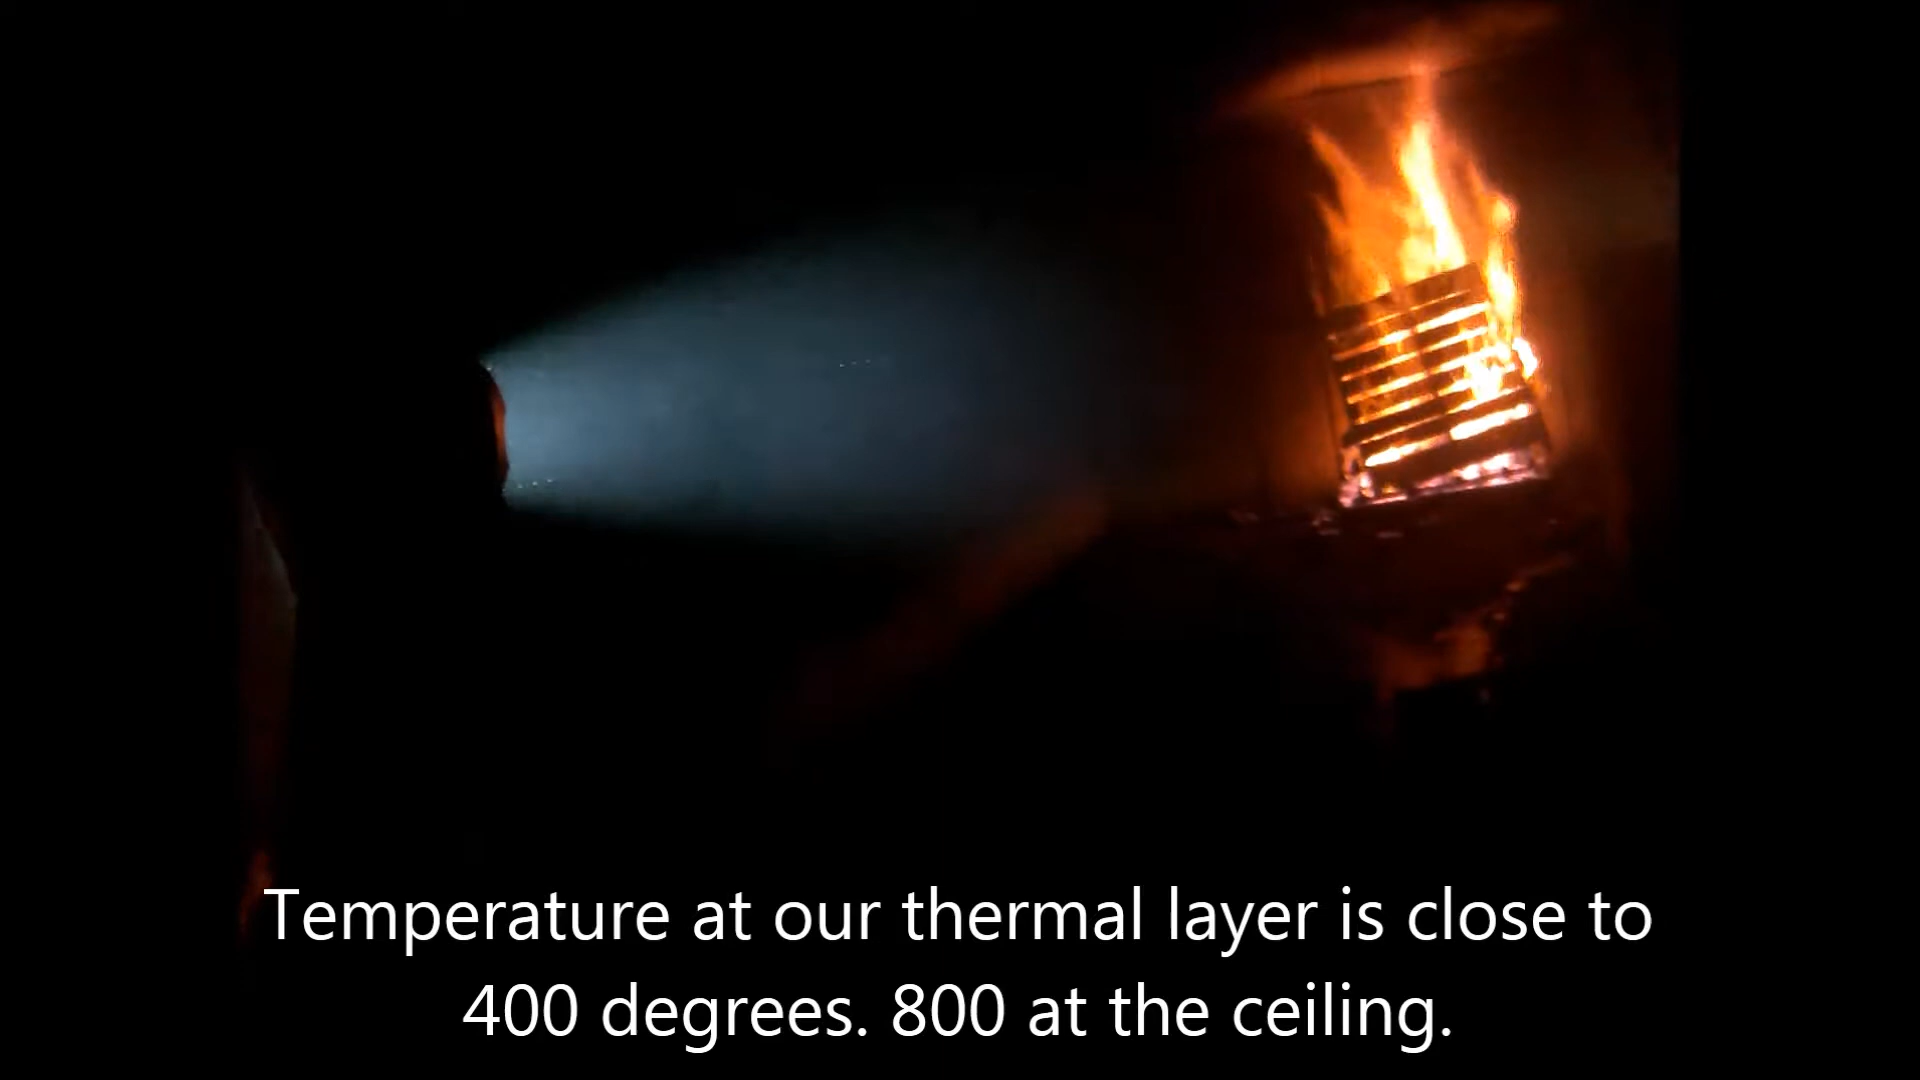 Temperature at our thermal layer is close to
400 degrees. 800 at the ceiling.